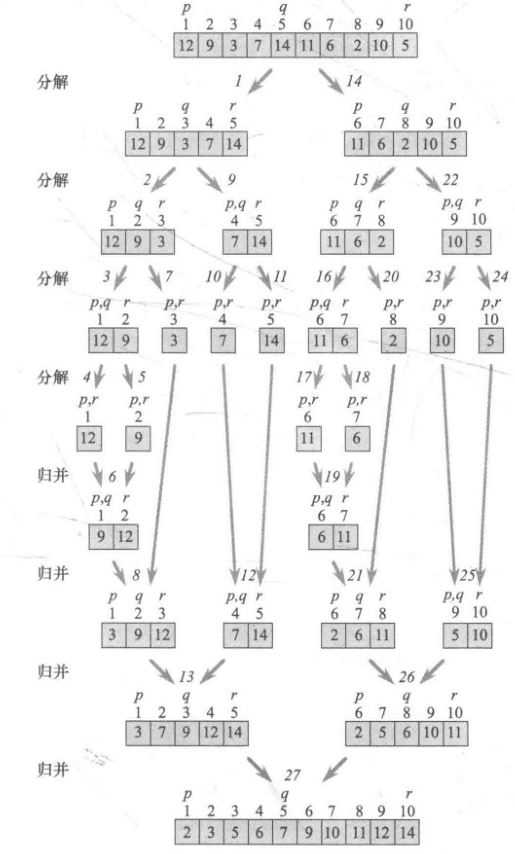 p q r
1 2 3 4 5 6 7 8 9 10
12 9 3 7 14 11 6 2 10 5
分解 1 14
p q r p q r
1 2 3 4 5 6 7 8 9 10
12 9 3 7 14 11 6 2 10 5
分解 2 9 15 22
p q r p,q r p q r p,q r
1 2 3 4 5 6 7 8 9 10
12 9 3 7 14 11 6 2 10 5
分解 3 7 10 11 16 20 23 24
p,q r p,r p,r p,r p,q r p,r p,r p,r
1 2 3 4 5 6 7 8 9 10
12 9 3 7 14 11 6 2 10 5
分解 4 5 17 18
p,r p,r p,r p,r
1 2 6 7
12 9 11 6
归并 6 19
p,q r p,q r
1 2 6 7
9 12 6 11
归并 8 12 21 25
p q r p,q r p q r p,q r
1 2 3 4 5 6 7 8 9 10
3 9 12 7 14 2 6 11 5 10
归并 13 26
p q r p q r
1 2 3 4 5 6 7 8 9 10
3 7 9 12 14 2 5 6 10 11
归并 27
p q r
1 2 3 4 5 6 7 8 9 10
2 3 5 6 7 9 10 11 12 14